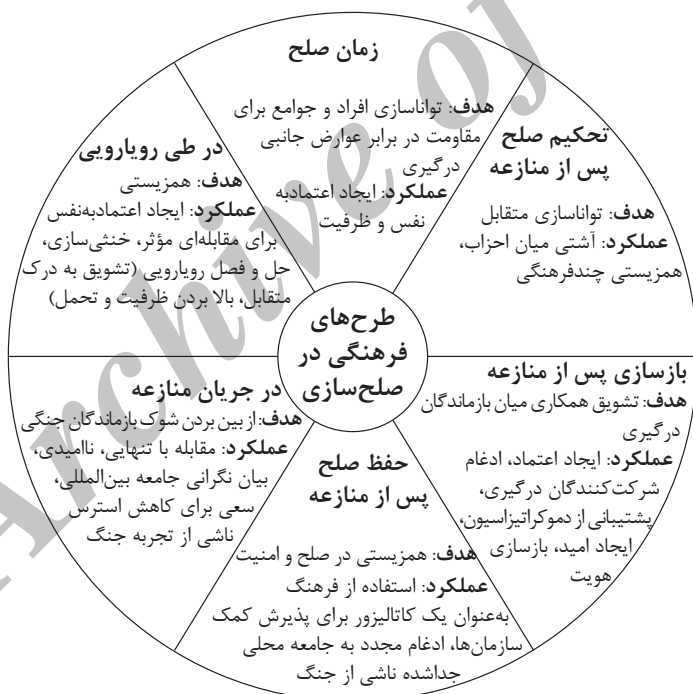 زمان صلح
هدف: تواناسازی افراد و جوامع برای
مقاومت در برابر عوارض جانبی
درگیری
عملکرد: ایجاد اعتمادبه
نفس و ظرفیت
تحکیم صلح
پس از منازعه
هدف: تواناسازی متقابل
عملکرد: آشتی میان احزاب،
همزیستی چندفرهنگی
بازسازی پس از منازعه
هدف: تشویق همکاری میان بازماندگان
درگیری
عملکرد: ایجاد اعتماد، ادغام
شرکت‌کنندگان درگیری،
پشتیبانی از دموکراتیزاسیون،
ایجاد امید، بازسازی
هویت
حفظ صلح
پس از منازعه
هدف: همزیستی در صلح و امنیت
عملکرد: استفاده از فرهنگ
به‌عنوان یک کاتالیزور برای پذیرش کمک
سازمان‌ها، ادغام مجدد به جامعه محلی
جداشده ناشی از جنگ
در جریان منازعه
هدف: از بین بردن شوک بازماندگان جنگی
عملکرد: مقابله با تنهایی، ناامیدی،
بیان نگرانی جامعه بین‌المللی،
سعی برای کاهش استرس
ناشی از تجربه جنگ
در طی رویارویی
هدف: همزیستی
عملکرد: ایجاد اعتمادبه‌نفس
برای مقابله‌ای مؤثر، خنثی‌سازی،
حل و فصل رویارویی (تشویق به درک
متقابل، بالا بردن ظرفیت و تحمل)
طرح‌های
فرهنگی در
صلح‌سازی
Archive of